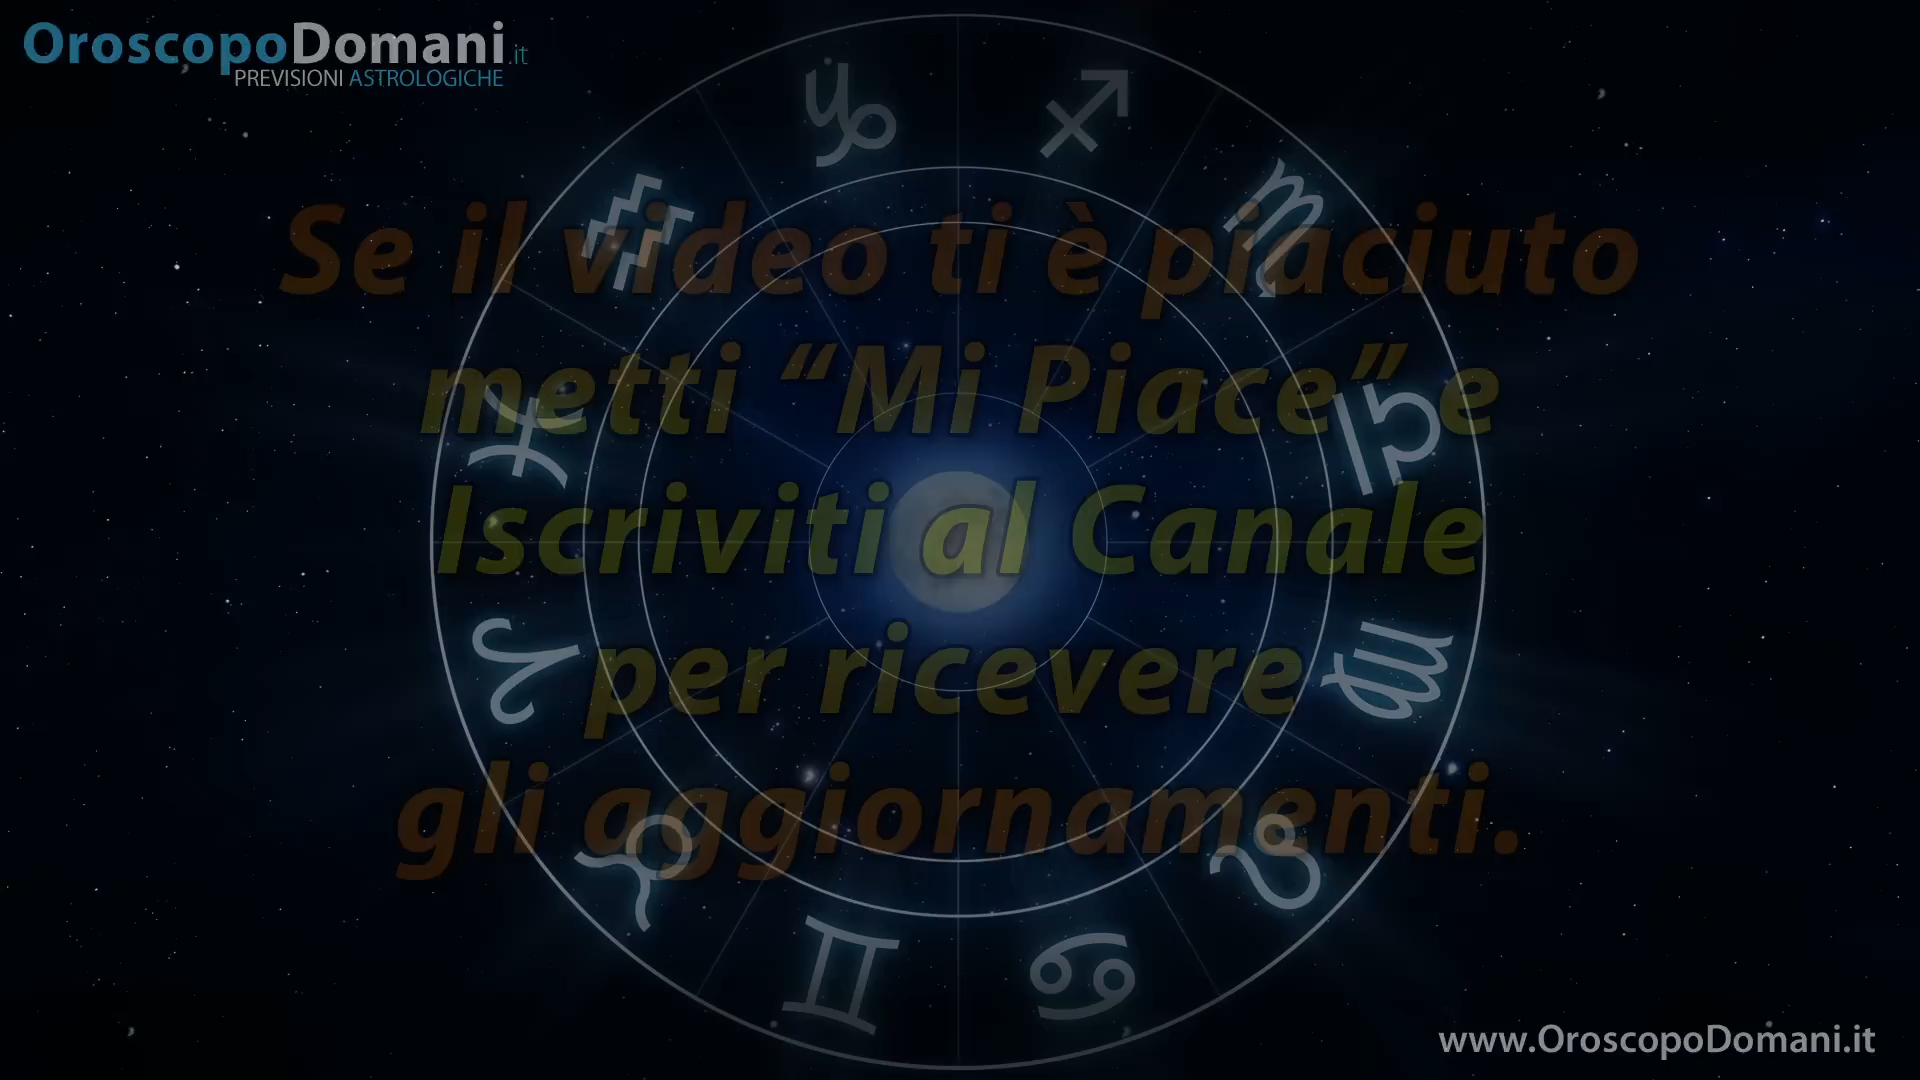 OroscopoDomani.it
PREVISIONI ASTROLOGICHE
Se il video ti è piaciuto
metti “Mi Piace” e
Iscriviti al Canale
per ricevere
gli aggiornamenti.
www.OroscopoDomani.it